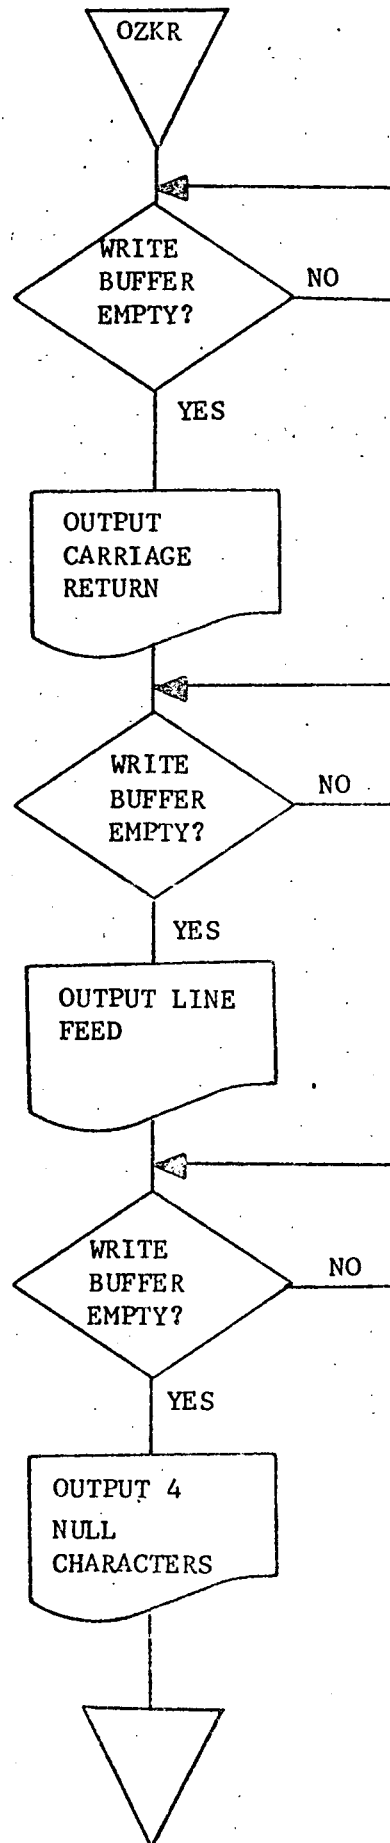 OZKR
WRITE
BUFFER
EMPTY?
NO
YES
OUTPUT
CARRIAGE
RETURN
WRITE
BUFFER
EMPTY?
NO
YES
OUTPUT LINE
FEED
WRITE
BUFFER
EMPTY?
NO
YES
OUTPUT 4
NULL
CHARACTERS